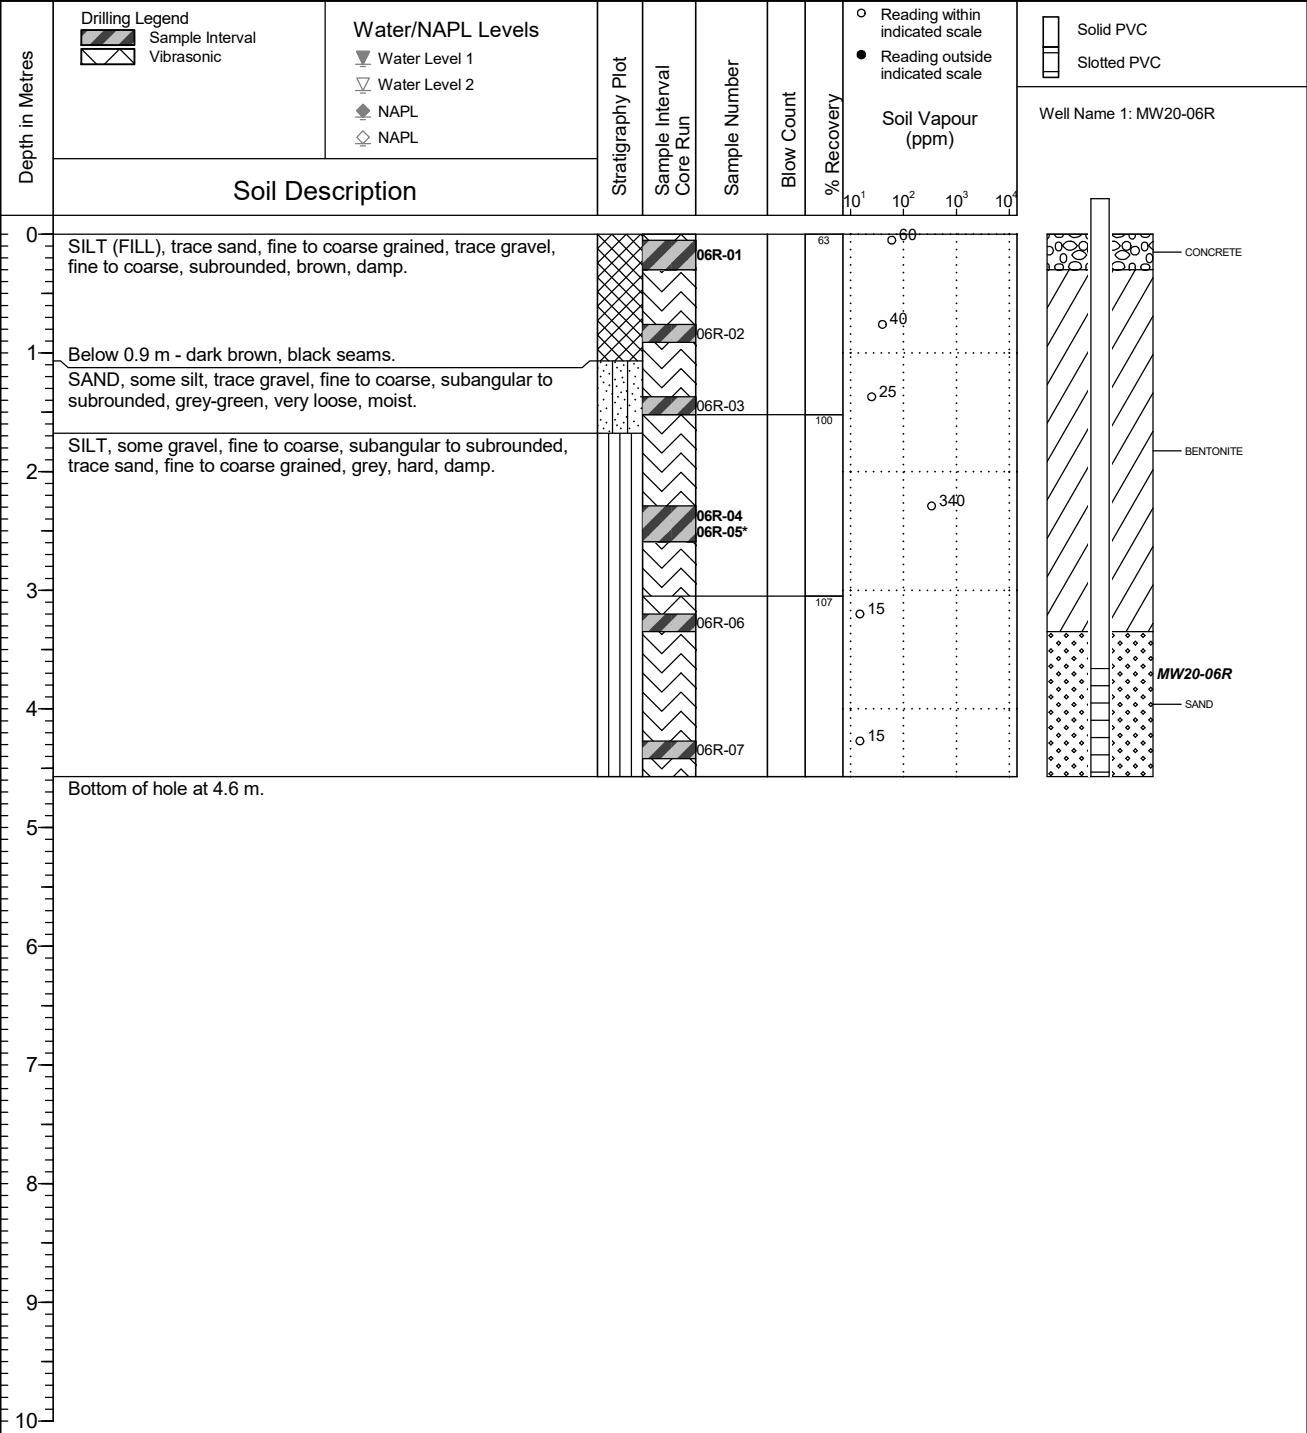 Drilling Legend
Sample Interval
Vibrasonic
Water/NAPL Levels
Water Level 1
Water Level 2
NAPL
NAPL
Depth in Metres
Soil Description
Stratigraphy Plot
Sample Interval
Core Run
Sample Number
Blow Count
% Recovery
Reading within
indicated scale
Reading outside
indicated scale
Soil Vapour
(ppm)
10¹ 10² 10³ 10⁴
Solid PVC
Slotted PVC
Well Name 1: MW20-06R
0
SILT (FILL), trace sand, fine to coarse grained, trace gravel,
fine to coarse, subrounded, brown, damp.
06R-01
63
60
CONCRETE
06R-02
40
1
Below 0.9 m - dark brown, black seams.
SAND, some silt, trace gravel, fine to coarse, subangular to
subrounded, grey-green, very loose, moist.
06R-03
25
100
SILT, some gravel, fine to coarse, subangular to subrounded,
trace sand, fine to coarse grained, grey, hard, damp.
BENTONITE
2
06R-04
06R-05*
340
3
107
06R-06
15
MW20-06R
4
SAND
06R-07
15
Bottom of hole at 4.6 m.
5
6
7
8
9
10